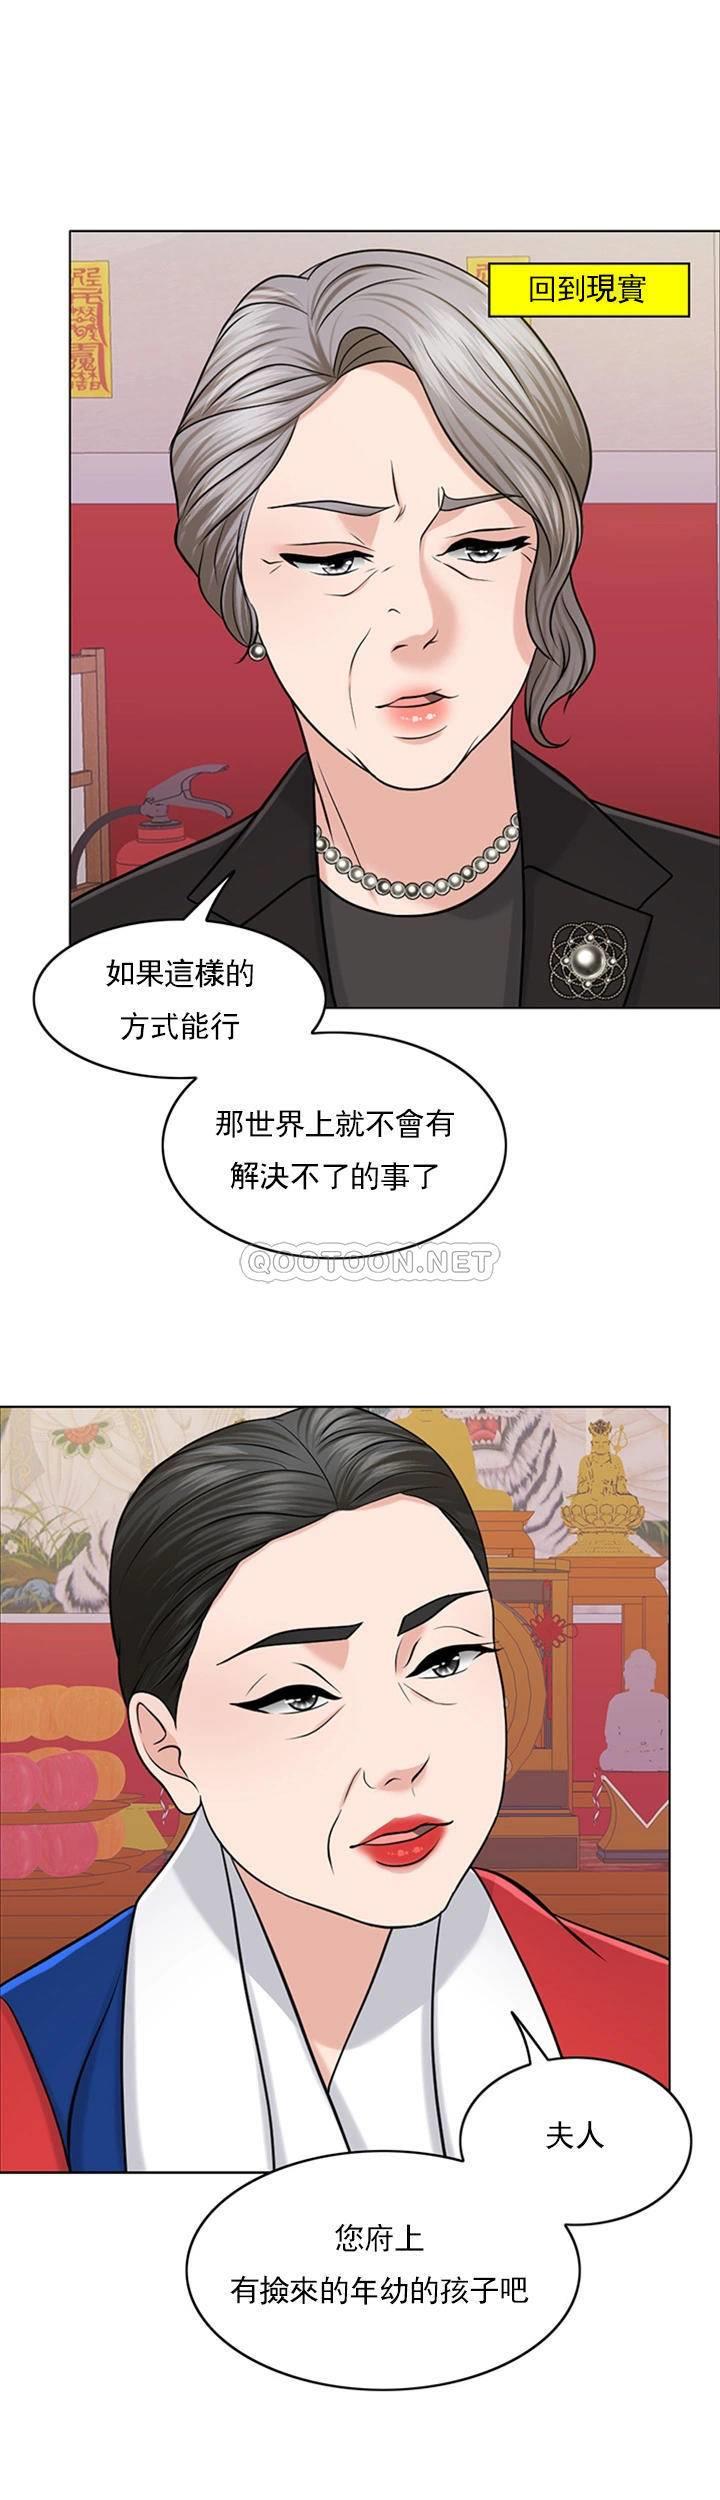 回到現實
如果這樣的
方式能行
那世界上就不會有
解決不了的事了
QOOTOON.NET
夫人
您府上
有撿來的年幼的孩子吧